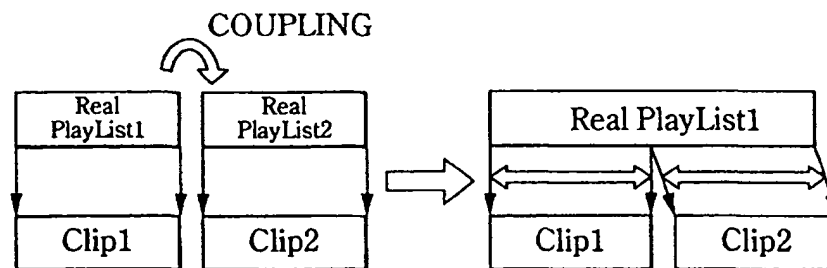 COUPLING
Real
PlayList1
Real
PlayList2
Real PlayList1
Clip1
Clip2
Clip1
Clip2